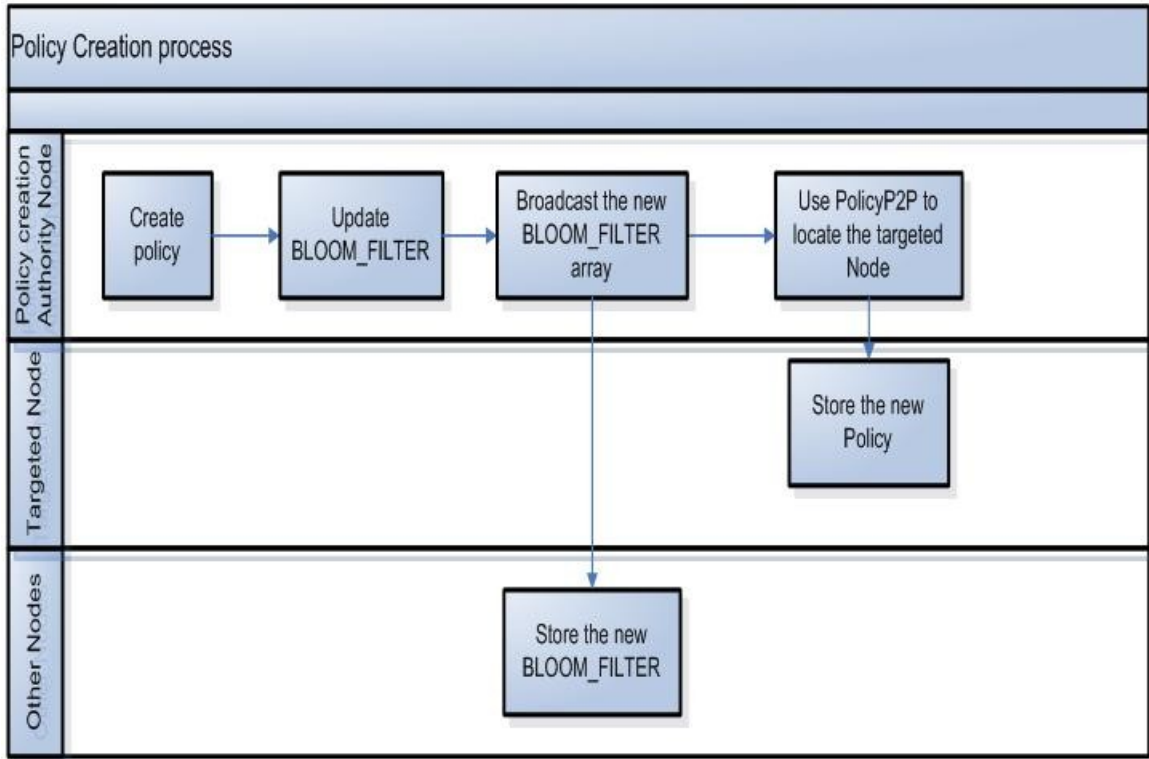 Policy Creation process
Policy creation
Authority Node
Create
policy
Update
BLOOM_FILTER
Broadcast the new
BLOOM_FILTER
array
Use PolicyP2P to
locate the targeted
Node
Targeted Node
Store the new
Policy
Other Nodes
Store the new
BLOOM_FILTER